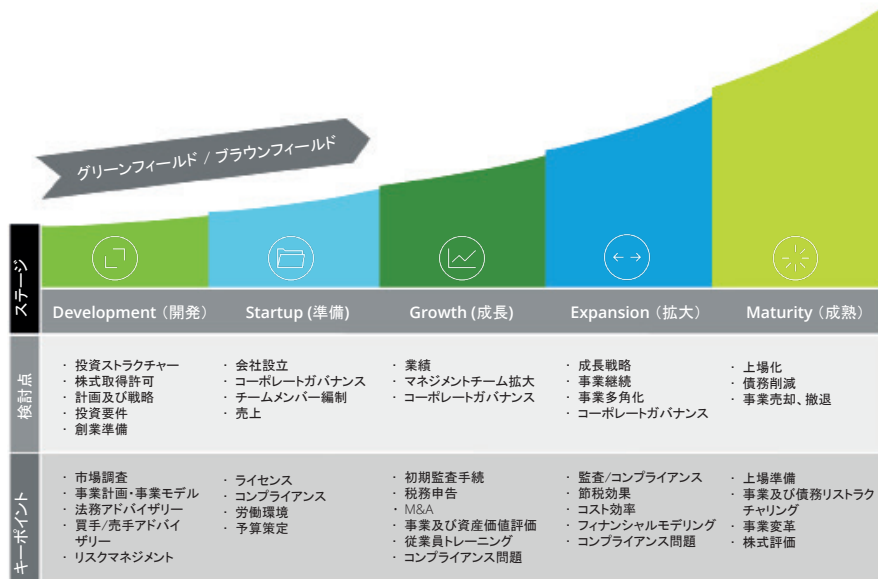 グリーンフィールド / ブラウンフィールド
ステージ
Development（開発）
Startup (準備)
Growth (成長)
Expansion（拡大）
Maturity（成熟）
検討点
・ 投資ストラクチャー
・ 株式取得許可
・ 計画及び戦略
・ 投資要件
・ 創業準備
・ 会社設立
・ コーポレートガバナンス
・ チームメンバー編制
・ 売上
・ 業績
・ マネジメントチーム拡大
・ コーポレートガバナンス
・ 成長戦略
・ 事業継続
・ 事業多角化
・ コーポレートガバナンス
・ 上場化
・ 債務削減
・ 事業売却、撤退
キーポイント
・ 市場調査
・ 事業計画・事業モデル
・ 法務アドバイザリー
・ 買手/売手アドバイ
ザリー
・ リスクマネジメント
・ ライセンス
・ コンプライアンス
・ 労働環境
・ 予算策定
・ 初期監査手続
・ 税務申告
・ M&A
・ 事業及び資産価値評価
・ 従業員トレーニング
・ コンプライアンス問題
・ 監査/コンプライアンス
・ 節税効果
・ コスト効率
・ フィナンシャルモデリング
・ コンプライアンス問題
・ 上場準備
・ 事業及び債務リストラク
チャリング
・ 事業変革
・ 株式評価